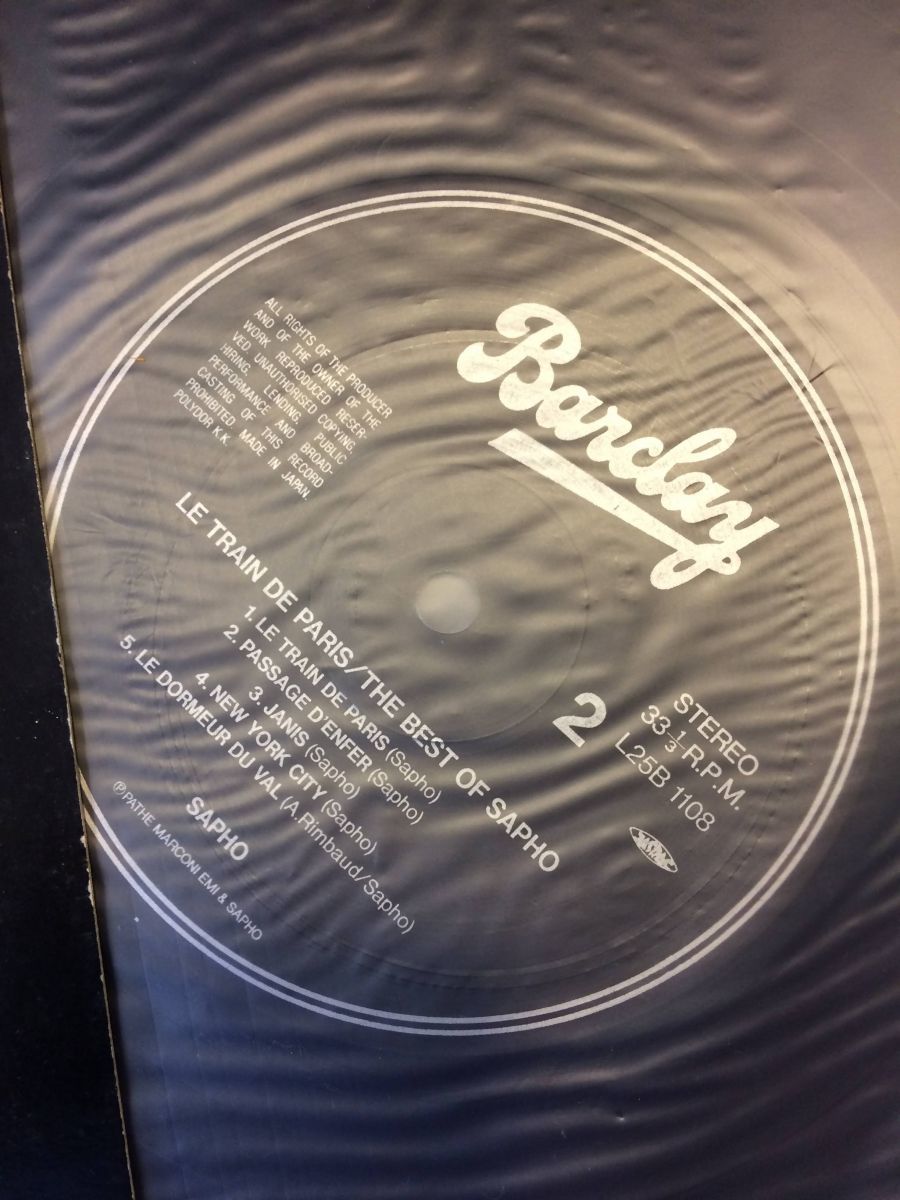 Barclay
ALL RIGHTS OF THE PRODUCER
AND OF THE OWNER OF THE
WORK REPRODUCED RESER-
VED. UNAUTHORISED COPYING,
HIRING, LENDING, PUBLIC
PERFORMANCE AND BROAD-
CASTING OF THIS RECORD
PROHIBITED MADE IN JAPAN.
POLYDOR K.K.
STEREO
33 1/3 R.P.M.
L25B 1108
2
LE TRAIN DE PARIS/THE BEST OF SAPHO
1. LE TRAIN DE PARIS (Sapho)
2. PASSAGE D'ENFER (Sapho)
3. JANIS (Sapho)
4. NEW YORK CITY (Sapho)
5. LE DORMEUR DU VAL (A.Rimbaud/Sapho)
SAPHO
Ⓟ PATHE MARCONI EMI & SAPHO